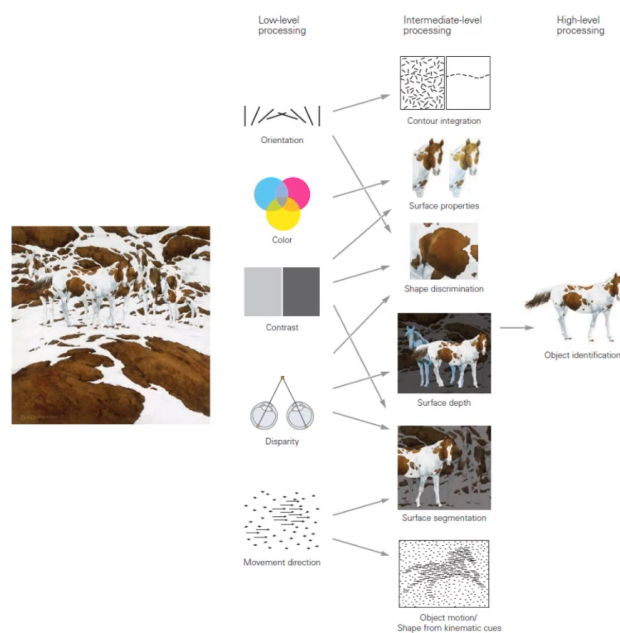 Low-level
processing
Intermediate-level
processing
High-level
processing
Orientation
Contour integration
Color
Surface properties
Contrast
Shape discrimination
Object identification
Disparity
Surface depth
Surface segmentation
Movement direction
Object motion/
Shape from kinematic cues